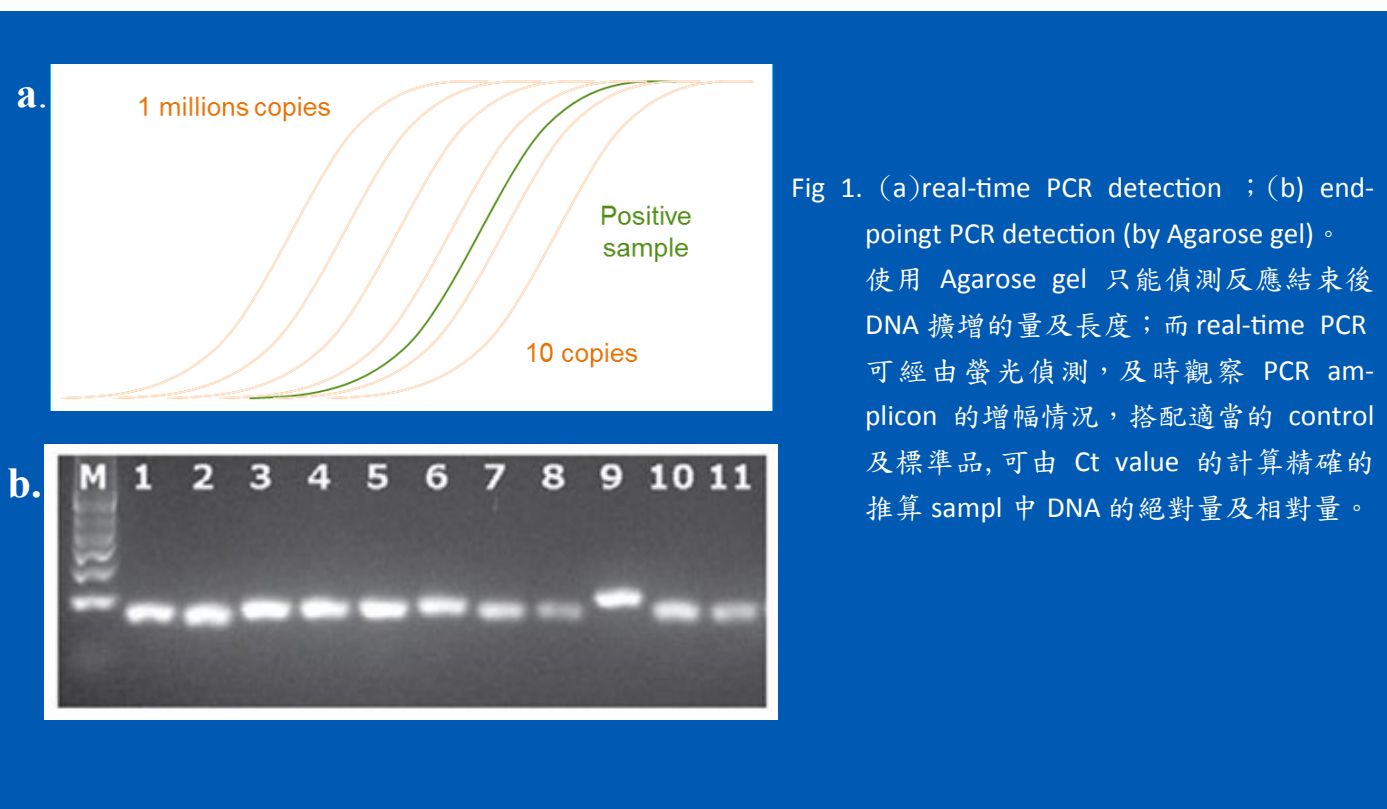 a.
1 millions copies
Positive
sample
10 copies
b.
M 1 2 3 4 5 6 7 8 9 10 11
Fig 1. （a）real-time PCR detection ；（b) end-
poingt PCR detection (by Agarose gel)。
使用 Agarose gel 只能偵測反應結束後
DNA 擴增的量及長度；而 real-time PCR
可經由螢光偵測，及時觀察 PCR am-
plicon 的增幅情況，搭配適當的 control
及標準品, 可由 Ct value 的計算精確的
推算 sampl 中 DNA 的絕對量及相對量。